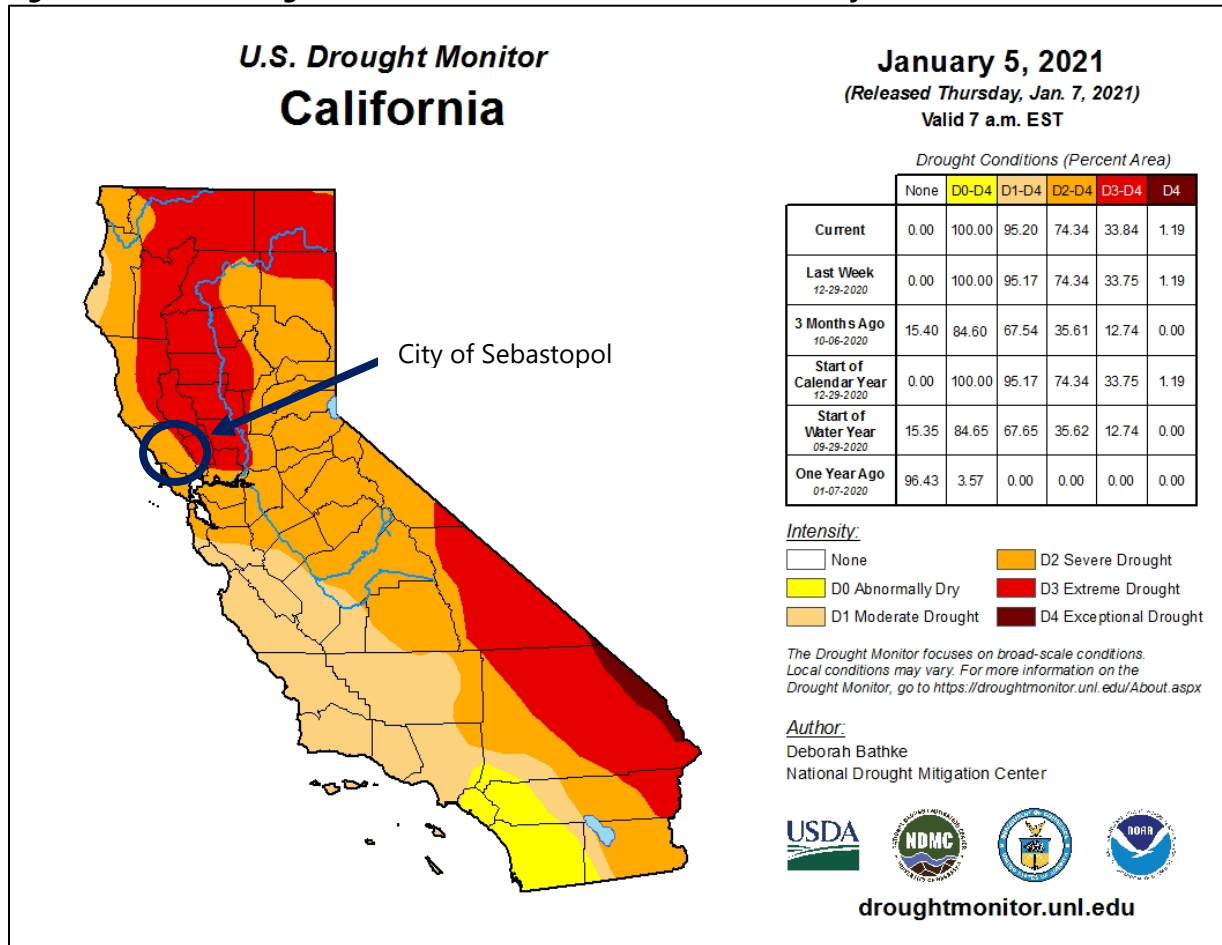 U.S. Drought Monitor
California
January 5, 2021
(Released Thursday, Jan. 7, 2021)
Valid 7 a.m. EST
Drought Conditions (Percent Area)
None D0-D4 D1-D4 D2-D4 D3-D4 D4
Current 0.00 100.00 95.20 74.34 33.84 1.19
Last Week
12-29-2020
0.00 100.00 95.17 74.34 33.75 1.19
3 Months Ago
10-06-2020
15.40 84.60 67.54 35.61 12.74 0.00
Start of
Calendar Year
12-29-2020
0.00 100.00 95.17 74.34 33.75 1.19
Start of
Water Year
09-29-2020
15.35 84.65 67.65 35.62 12.74 0.00
One Year Ago
01-07-2020
96.43 3.57 0.00 0.00 0.00 0.00
City of Sebastopol
Intensity:
None
D0 Abnormally Dry
D1 Moderate Drought
D2 Severe Drought
D3 Extreme Drought
D4 Exceptional Drought
The Drought Monitor focuses on broad-scale conditions.
Local conditions may vary. For more information on the
Drought Monitor, go to https://droughtmonitor.unl.edu/About.aspx
Author:
Deborah Bathke
National Drought Mitigation Center
USDA
NDMC
NOAA
droughtmonitor.unl.edu